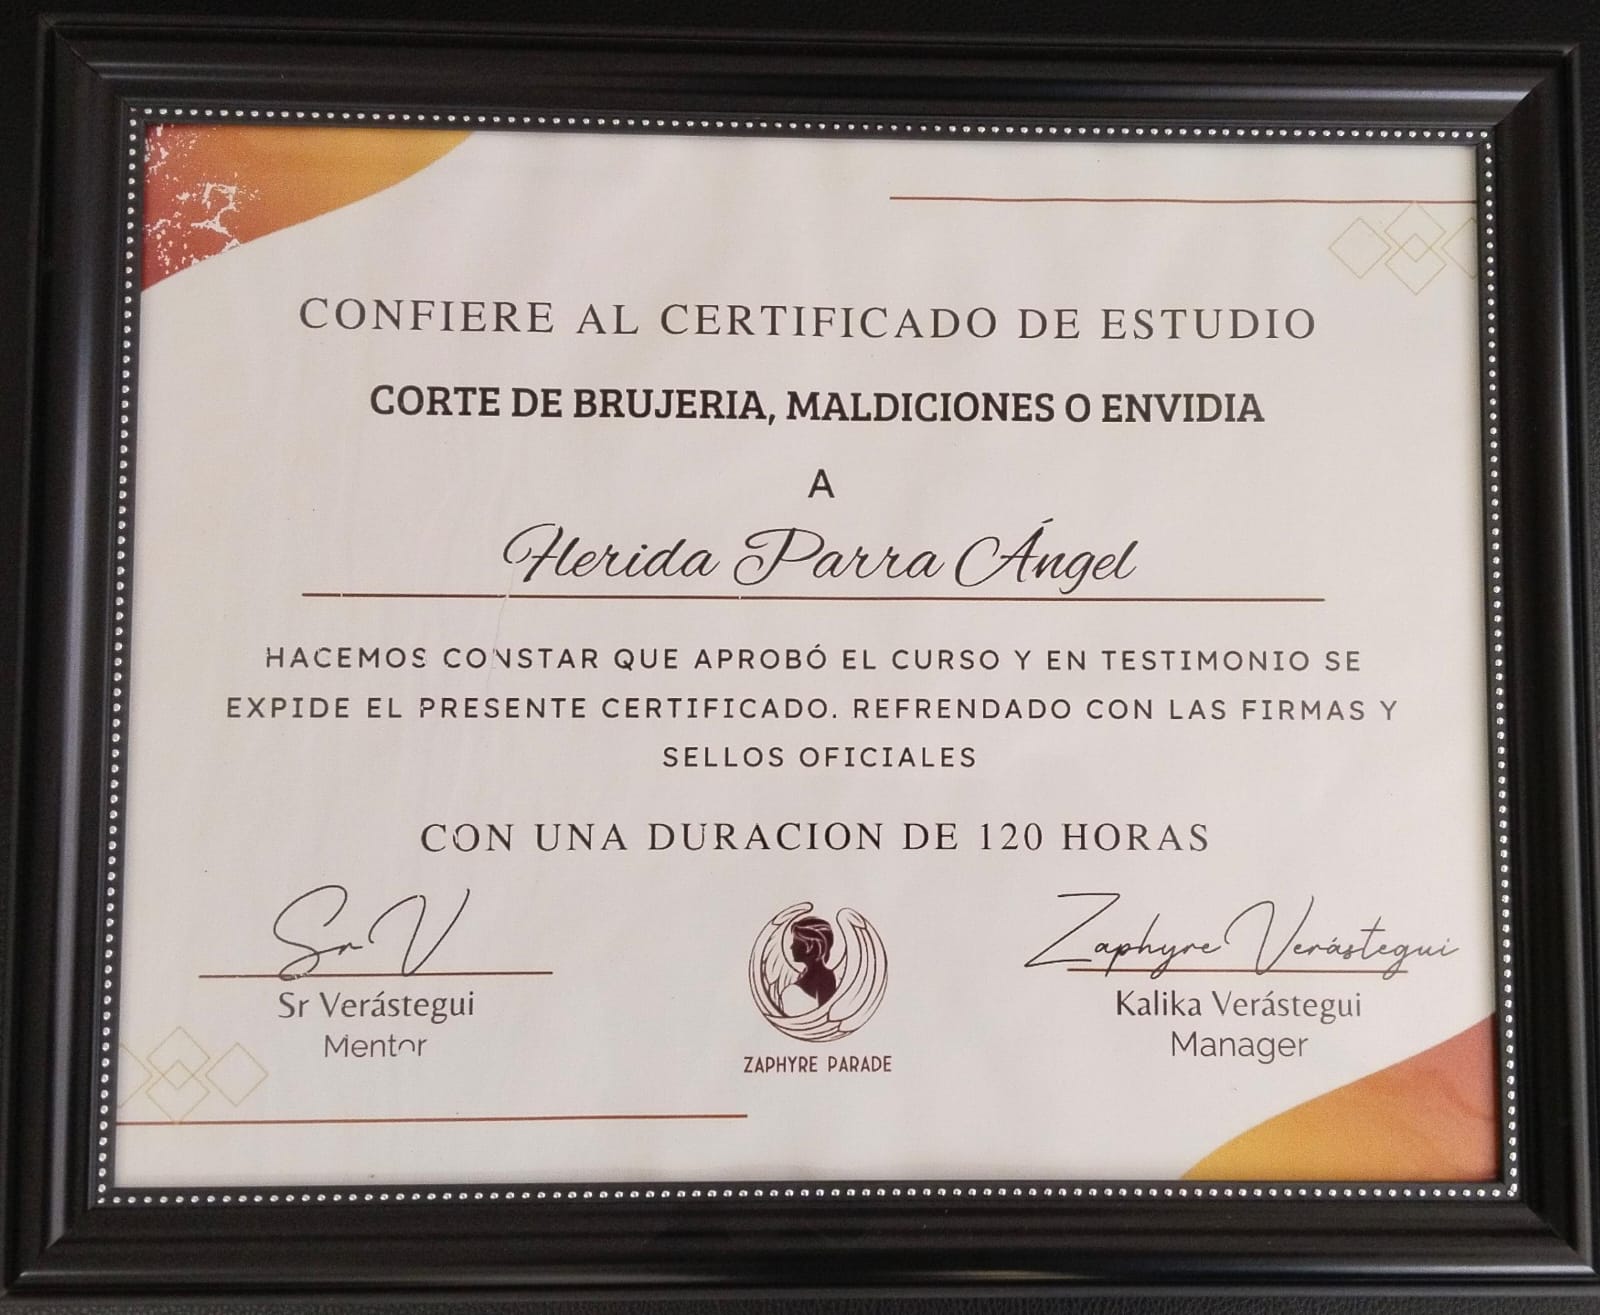 CONFIERE AL CERTIFICADO DE ESTUDIO
CORTE DE BRUJERIA, MALDICIONES O ENVIDIA
A
Herida Parra Ángel
HACEMOS CONSTAR QUE APROBÓ EL CURSO Y EN TESTIMONIO SE
EXPIDE EL PRESENTE CERTIFICADO. REFRENDADO CON LAS FIRMAS Y
SELLOS OFICIALES
CON UNA DURACION DE 120 HORAS
Sr V
Sr Verástegui
Mentor
ZAPHYRE PARADE
Zaphyre Verástegui
Kalika Verástegui
Manager